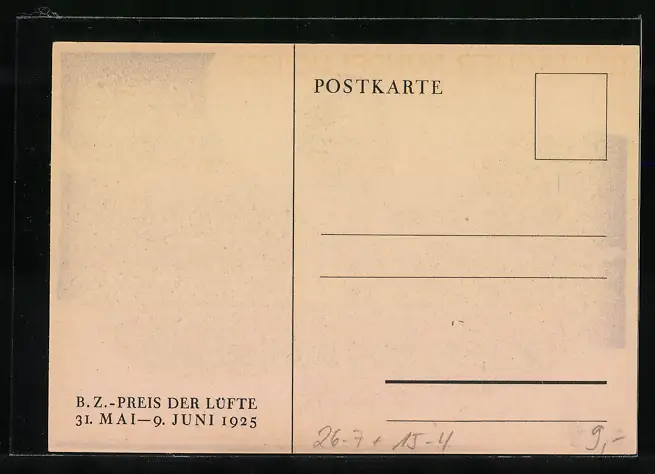 POSTKARTE
B. Z.-PREIS DER LÜFTE
31. MAI—9. JUNI 1925
26-7 + 15-4
9,-